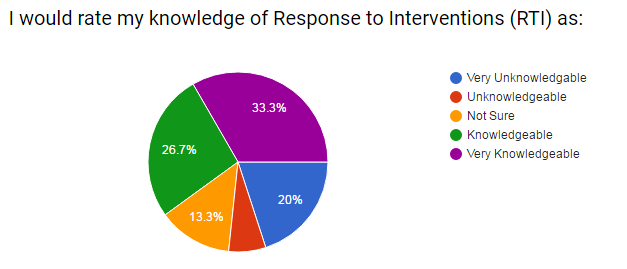 I would rate my knowledge of Response to Interventions (RTI) as:
33.3%
26.7%
20%
13.3%
Very Unknowledgable
Unknowledgeable
Not Sure
Knowledgeable
Very Knowledgeable